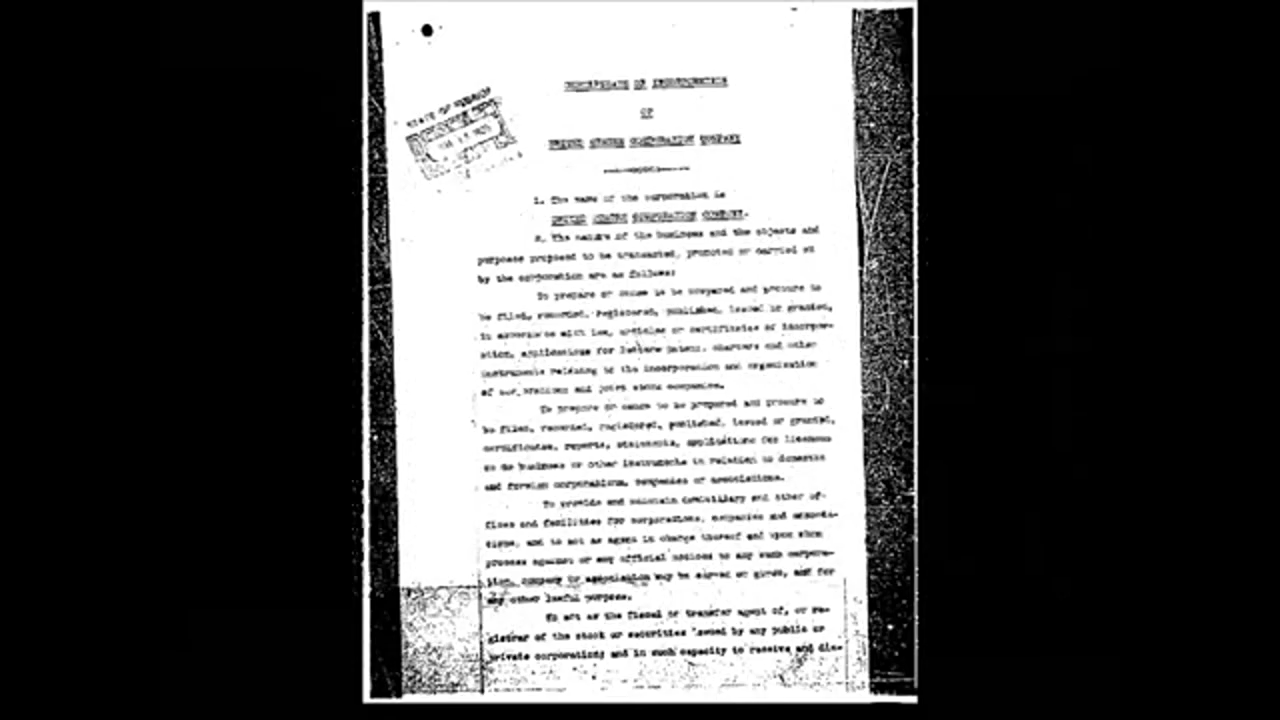 CERTIFICATE OF INCORPORATION
OF
UNITED STATES CORPORATION COMPANY
STATE OF
1. The name of the corporation is
UNITED STATES CORPORATION COMPANY.
2. The nature of the business and the objects and
purposes proposed to be transacted, promoted or carried on
by the corporation are as follows:
To prepare or cause to be prepared and procure to
be filed, recorded, registered, published, issued or granted,
in accordance with law, articles or certificates of incorpor-
ation, applications for letters patent, charters and other
instruments relating to the incorporation and organization
of corporations and joint stock companies.
To prepare or cause to be prepared and procure to
be filed, recorded, registered, published, issued or granted,
certificates, reports, statements, applications for licenses
to do business or other instruments in relation to domestic
and foreign corporations, companies or associations.
To provide and maintain domiciliary and other of-
fices and facilities for corporations, companies and associa-
tions, and to act as agent in charge thereof and upon whom
process against or any official notices to any such corpora-
tion, company or association may be served or given, and for
any other lawful purpose.
To act as the fiscal or transfer agent of, or re-
gistrar of the stock or securities issued by any public or
private corporation; and in such capacity to receive and dis-